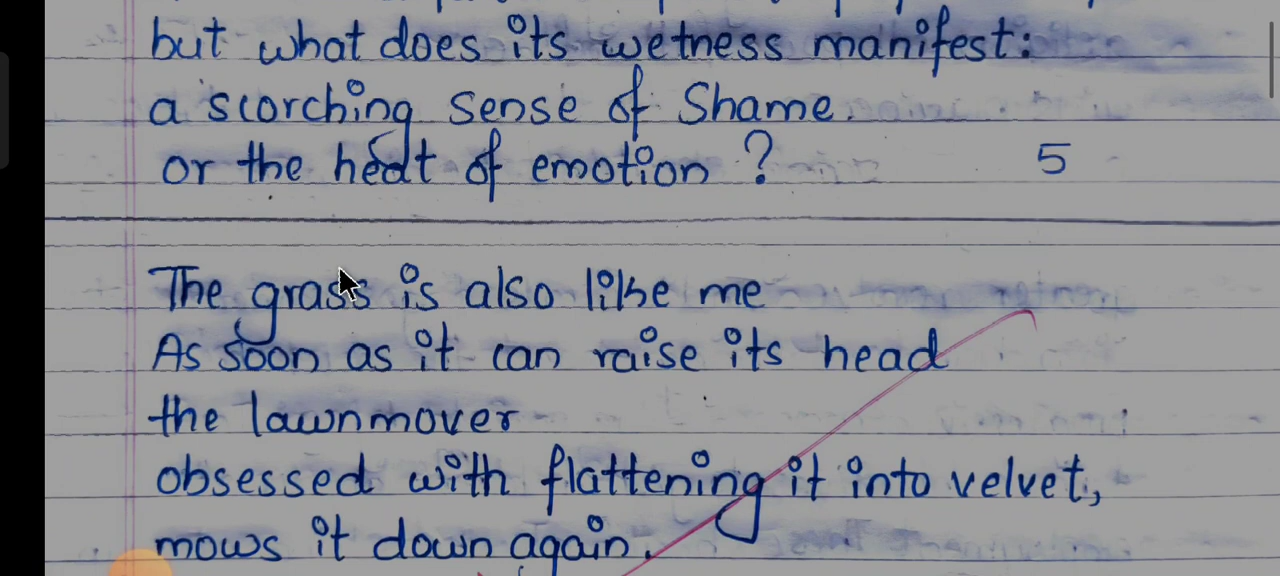 but what does its wetness manifest:
a scorching sense of Shame.
or the heat of emotion ? 5
The grass is also like me
As soon as it can raise its head
the lawnmover
obsessed with flattening it into velvet,
mows it down again.